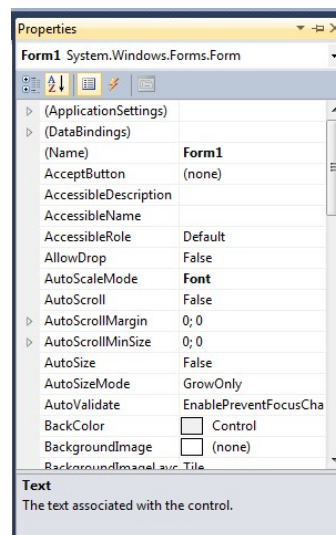 Properties
Form1 System.Windows.Forms.Form
(ApplicationSettings)
(DataBindings)
(Name) Form1
AcceptButton (none)
AccessibleDescription
AccessibleName
AccessibleRole Default
AllowDrop False
AutoScaleMode Font
AutoScroll False
AutoScrollMargin 0; 0
AutoScrollMinSize 0; 0
AutoSize False
AutoSizeMode GrowOnly
AutoValidate EnablePreventFocusCha
BackColor Control
BackgroundImage (none)
BackgroundImageLayc Tile
Text
The text associated with the control.